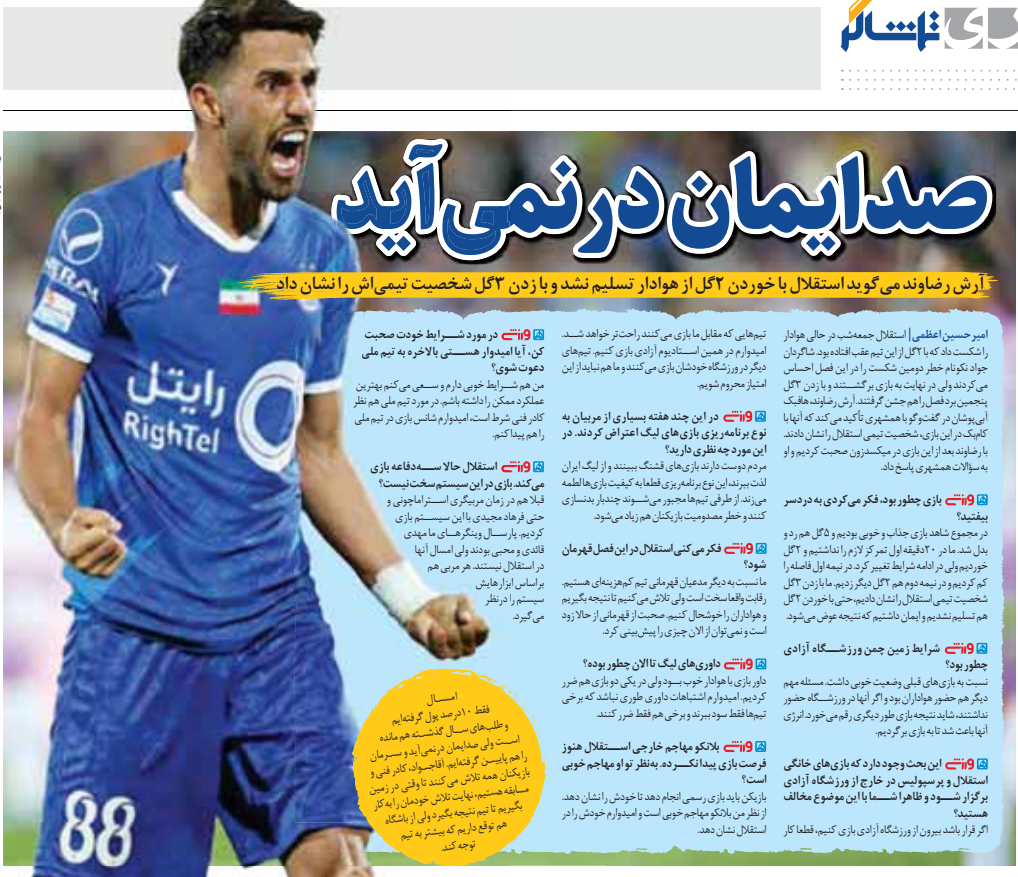 تماشاگر
صدایمان در نمی‌آید
آرش رضاوند می‌گوید استقلال با خوردن ۲گل از هوادار تسلیم نشد و با زدن ۳گل شخصیت تیمی‌اش را نشان داد
امیرحسین اعظمی| استقلال جمعه‌شب در حالی هوادار
را شکست داد که با ۲گل از این تیم عقب افتاده بود. شاگردان
جواد نکونام خطر دومین شکست را در این فصل احساس
می‌کردند ولی در نهایت به بازی برگشتند و با زدن ۳گل
پنجمین برد فصل را هم جشن گرفتند. آرش رضاوند، هافبک
آبی‌پوشان در گفت‌وگو با همشهری تأکید می‌کند که آنها با
کام‌بک در این بازی، شخصیت تیمی استقلال را نشان دادند.
با رضاوند بعد از این بازی در میکسدزون صحبت کردیم و او
به سؤالات همشهری پاسخ داد.
ورزشی بازی چطور بود، فکر می‌کردی به دردسر
بیفتید؟
در مجموع شاهد بازی جذاب و خوبی بودیم و ۵گل هم رد و
بدل شد. ما در ۲۰دقیقه اول تمرکز لازم را نداشتیم و ۲گل
خوردیم ولی در ادامه شرایط تغییر کرد. در نیمه اول فاصله را
کم کردیم و در نیمه دوم هم ۲گل دیگر زدیم. ما با زدن ۳گل
شخصیت تیمی استقلال را نشان دادیم، حتی با خوردن ۲گل
هم تسلیم نشدیم و ایمان داشتیم که نتیجه عوض می‌شود.
ورزشی شرایط زمین چمن ورزشگاه آزادی
چطور بود؟
نسبت به بازی‌های قبلی وضعیت خوبی داشت. مسئله مهم
دیگر هم حضور هواداران بود و اگر آنها در ورزشگاه حضور
نداشتند، شاید نتیجه بازی طور دیگری رقم می‌خورد. انرژی
آنها باعث شد تا به بازی برگردیم.
ورزشی این بحث وجود دارد که بازی‌های خانگی
استقلال و پرسپولیس در خارج از ورزشگاه آزادی
برگزار شود و ظاهرا شما با این موضوع مخالف
هستید؟
اگر قرار باشد بیرون از ورزشگاه آزادی بازی کنیم، قطعا کار
تیم‌هایی که مقابل ما بازی می‌کنند راحت‌تر خواهد شد.
امیدوارم در همین استادیوم آزادی بازی کنیم. تیم‌های
دیگر در ورزشگاه خودشان بازی می‌کنند و ما هم نباید از این
امتیاز محروم شویم.
ورزشی در این چند هفته بسیاری از مربیان به
نوع برنامه‌ریزی بازی‌های لیگ اعتراض کردند. در
این مورد چه نظری دارید؟
مردم دوست دارند بازی‌های قشنگ ببینند و از لیگ ایران
لذت ببرند، این نوع برنامه‌ریزی قطعا به کیفیت بازی‌ها لطمه
می‌زند. از طرفی تیم‌ها مجبور می‌شوند چندبار بدنسازی
کنند و خطر مصدومیت بازیکنان هم زیاد می‌شود.
ورزشی فکر می‌کنی استقلال در این فصل قهرمان
شود؟
ما نسبت به دیگر مدعیان قهرمانی تیم کم‌هزینه‌ای هستیم.
رقابت واقعا سخت است ولی تلاش می‌کنیم تا نتیجه بگیریم
و هواداران را خوشحال کنیم. صحبت از قهرمانی از حالا زود
است و نمی‌توان از الان چیزی را پیش‌بینی کرد.
ورزشی داوری‌های لیگ تا الان چطور بوده؟
داور بازی با هوادار خوب بود ولی در یکی دو بازی هم ضرر
کردیم. امیدوارم اشتباهات داوری طوری نباشد که برخی
تیم‌ها فقط سود ببرند و برخی هم فقط ضرر کنند.
ورزشی بلانکو مهاجم خارجی استقلال هنوز
فرصت بازی پیدا نکرده. به‌نظر تو او مهاجم خوبی
است؟
بازیکن باید بازی رسمی انجام دهد تا خودش را نشان دهد.
از نظر من بلانکو مهاجم خوبی است و امیدوارم خودش را در
استقلال نشان دهد.
ورزشی در مورد شرایط خودت صحبت
کن، آیا امیدوار هستی بالاخره به تیم ملی
دعوت شوی؟
من هم شرایط خوبی دارم و سعی می‌کنم بهترین
عملکرد ممکن را داشته باشم. در مورد تیم ملی هم نظر
کادر فنی شرط است، امیدوارم شانس بازی در تیم ملی
را هم پیدا کنم.
ورزشی استقلال حالا سه‌دفاعه بازی
می‌کند. بازی در این سیستم سخت نیست؟
قبلا هم در زمان مربیگری استراماچونی و
حتی فرهاد مجیدی با این سیستم بازی
کردیم. پارسال وینگرهای ما مهدی
قائدی و محبی بودند ولی امسال آنها
در استقلال نیستند. هر مربی هم
براساس ابزارهایش
سیستم را در نظر
می‌گیرد.
امسال
فقط ۱۰درصد پول گرفته‌ایم
و طلب‌های سال گذشته هم مانده
است ولی صدایمان درنمی‌آید و سرمان
را هم پایین گرفته‌ایم. آقاجواد، کادر فنی و
بازیکنان همه تلاش می‌کنند تا وقتی در زمین
مسابقه هستیم، نهایت تلاش خودمان را به کار
بگیریم تا تیم نتیجه بگیرد ولی از باشگاه
هم توقع داریم که بیشتر به تیم
توجه کند.
رایتل
RighTel
88